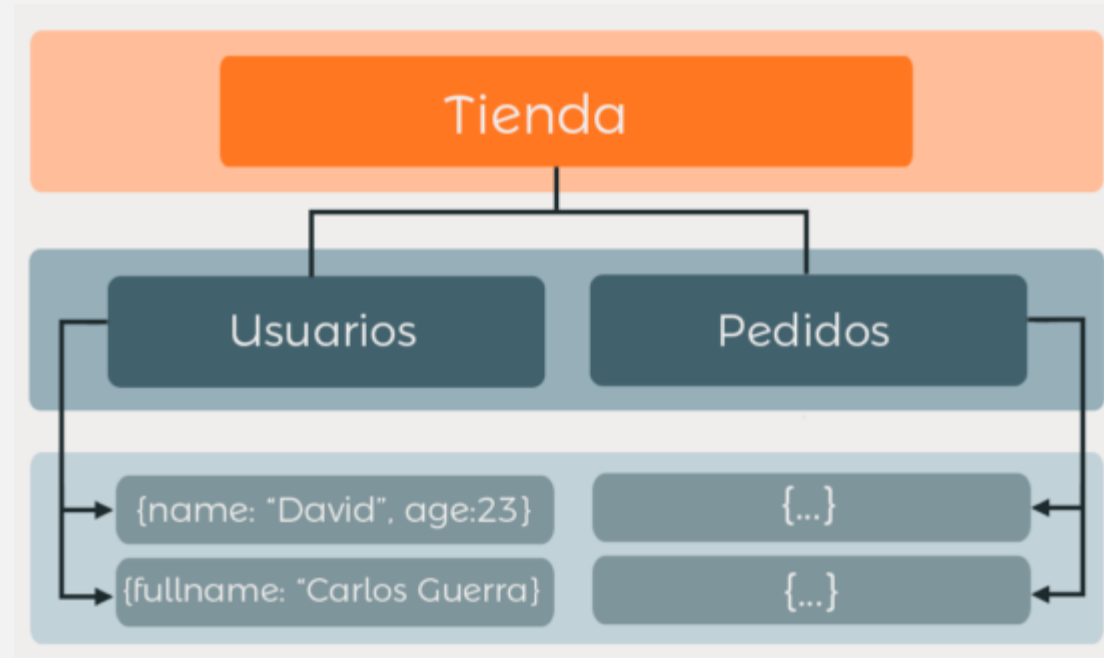 Tienda
Usuarios
Pedidos
{name: “David”, age:23}
{...}
{fullname: “Carlos Guerra}
{...}